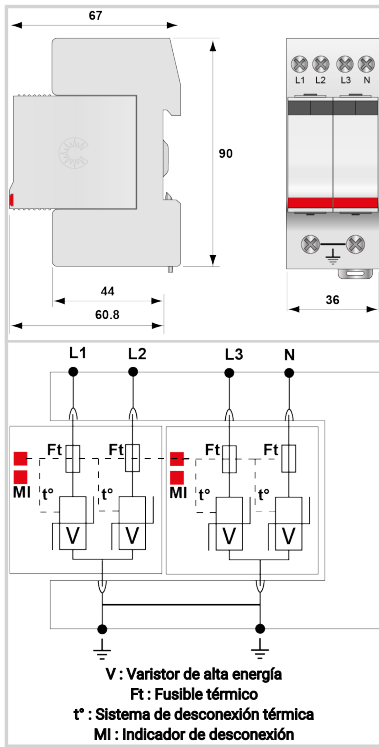 67
L1 L2 L3 N
90
44
60.8
36
L1 L2 L3 N
Ft Ft Ft Ft
MI t° t° MI t° t°
V V V V
V : Varistor de alta energía
Ft : Fusible térmico
t° : Sistema de desconexión térmica
MI : Indicador de desconexión